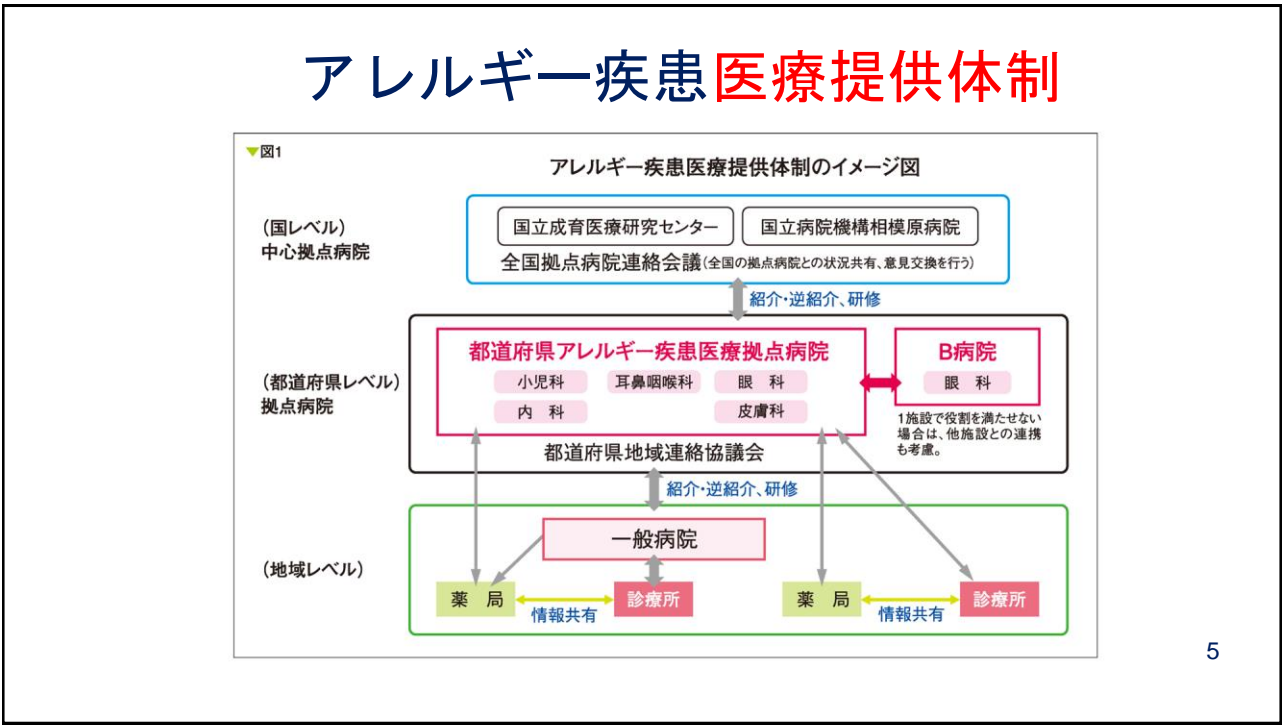 アレルギー疾患医療提供体制
▼図1
アレルギー疾患医療提供体制のイメージ図
(国レベル)
中心拠点病院
国立成育医療研究センター
国立病院機構相模原病院
全国拠点病院連絡会議(全国の拠点病院との状況共有、意見交換を行う)
紹介・逆紹介、研修
(都道府県レベル)
拠点病院
都道府県アレルギー疾患医療拠点病院
小児科
耳鼻咽喉科
眼 科
内 科
皮膚科
B病院
眼 科
1施設で役割を満たせない
場合は、他施設との連携
も考慮。
都道府県地域連絡協議会
紹介・逆紹介、研修
(地域レベル)
一般病院
薬 局
情報共有
診療所
薬 局
情報共有
診療所
5